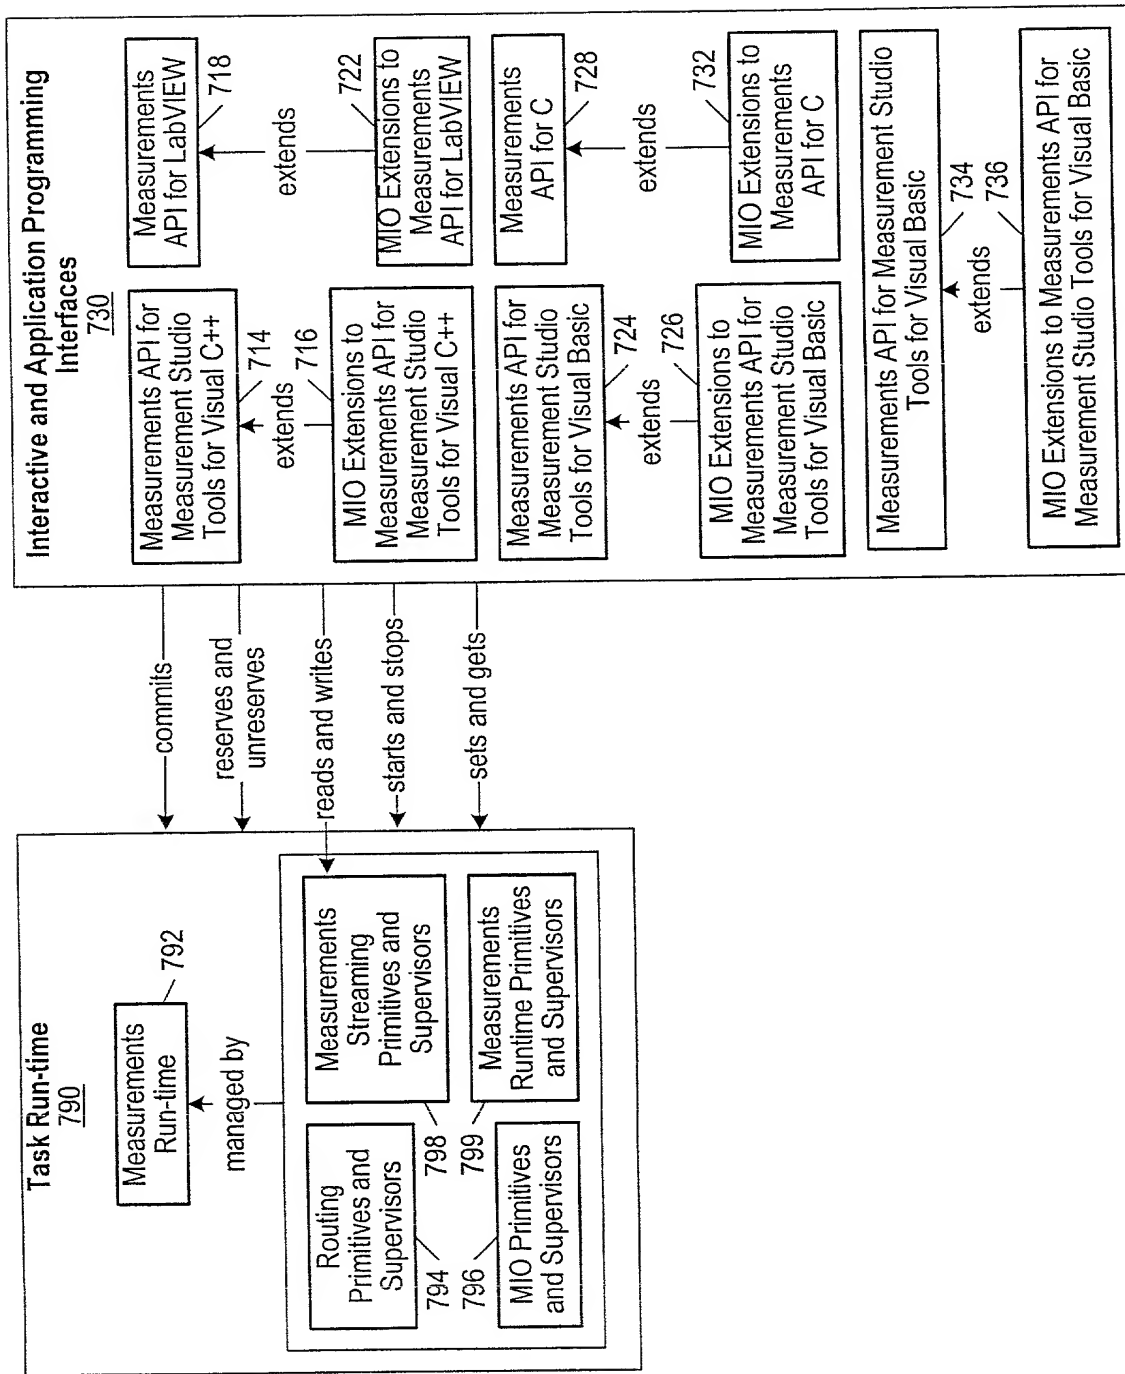 Task Run-time
790
Measurements
Run-time
792
managed by
Routing
Primitives and
Supervisors
794
Measurements
Streaming
Primitives and
Supervisors
798
796
MIO Primitives
and Supervisors
799
Measurements
Runtime Primitives
and Supervisors
commits
reserves and
unreserves
reads and writes
starts and stops
sets and gets
Interactive and Application Programming
Interfaces
730
Measurements API for
Measurement Studio
Tools for Visual C++
714
extends
716
MIO Extensions to
Measurements API for
Measurement Studio
Tools for Visual C++
Measurements
API for LabVIEW
718
extends
722
MIO Extensions to
Measurements
API for LabVIEW
Measurements API for
Measurement Studio
Tools for Visual Basic
724
extends
726
MIO Extensions to
Measurements API for
Measurement Studio
Tools for Visual Basic
Measurements
API for C
728
extends
732
MIO Extensions to
Measurements
API for C
Measurements API for Measurement Studio
Tools fuor Visual Basic
734
extends
736
MIO Extensions to Measurements API for
Measurement Studio Tools for Visual Basic